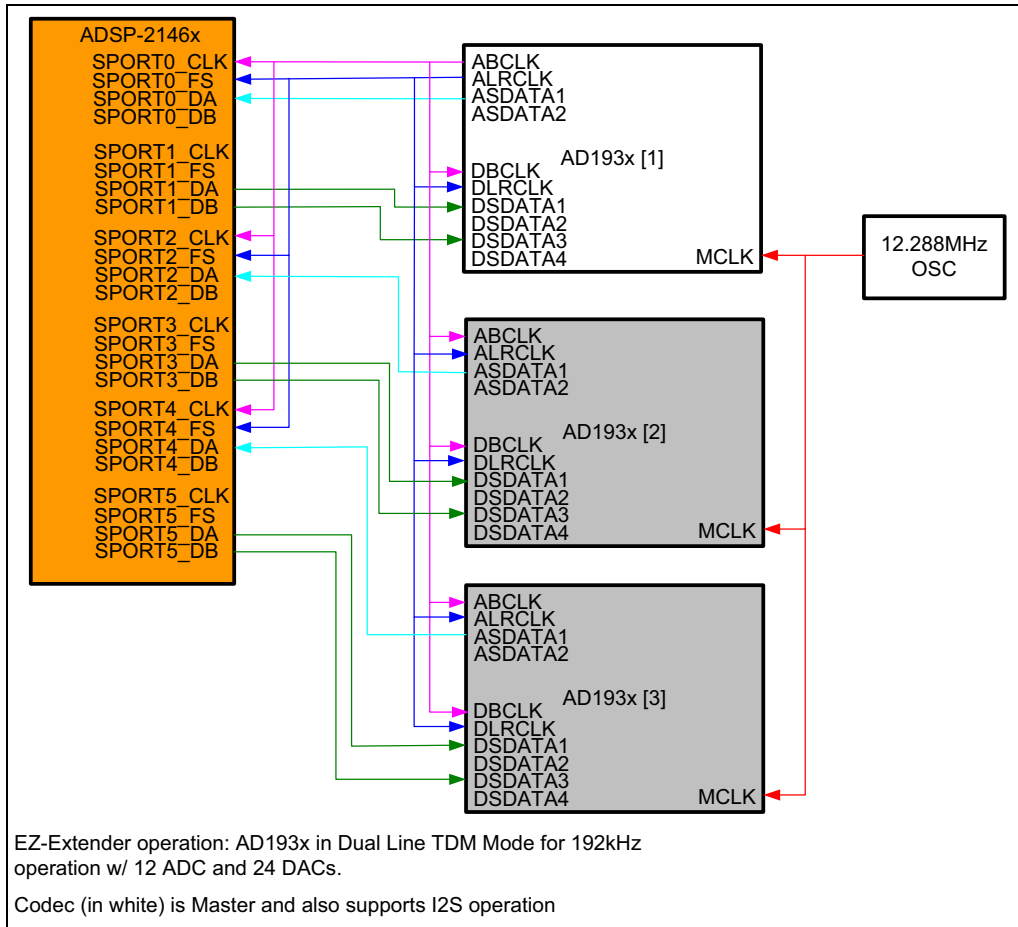 ADSP-2146x
SPORT0_CLK
SPORT0_FS
SPORT0_DA
SPORT0_DB
SPORT1_CLK
SPORT1_FS
SPORT1_DA
SPORT1_DB
SPORT2_CLK
SPORT2_FS
SPORT2_DA
SPORT2_DB
SPORT3_CLK
SPORT3_FS
SPORT3_DA
SPORT3_DB
SPORT4_CLK
SPORT4_FS
SPORT4_DA
SPORT4_DB
SPORT5_CLK
SPORT5_FS
SPORT5_DA
SPORT5_DB
ABCLK
ALRCLK
ASDATA1
ASDATA2
AD193x [1]
DBCLK
DLRCLK
DSDATA1
DSDATA2
DSDATA3
DSDATA4
MCLK
12.288MHz
OSC
ABCLK
ALRCLK
ASDATA1
ASDATA2
AD193x [2]
DBCLK
DLRCLK
DSDATA1
DSDATA2
DSDATA3
DSDATA4
MCLK
ABCLK
ALRCLK
ASDATA1
ASDATA2
AD193x [3]
DBCLK
DLRCLK
DSDATA1
DSDATA2
DSDATA3
DSDATA4
MCLK
EZ-Extender operation: AD193x in Dual Line TDM Mode for 192kHz
operation w/ 12 ADC and 24 DACs.
Codec (in white) is Master and also supports I2S operation